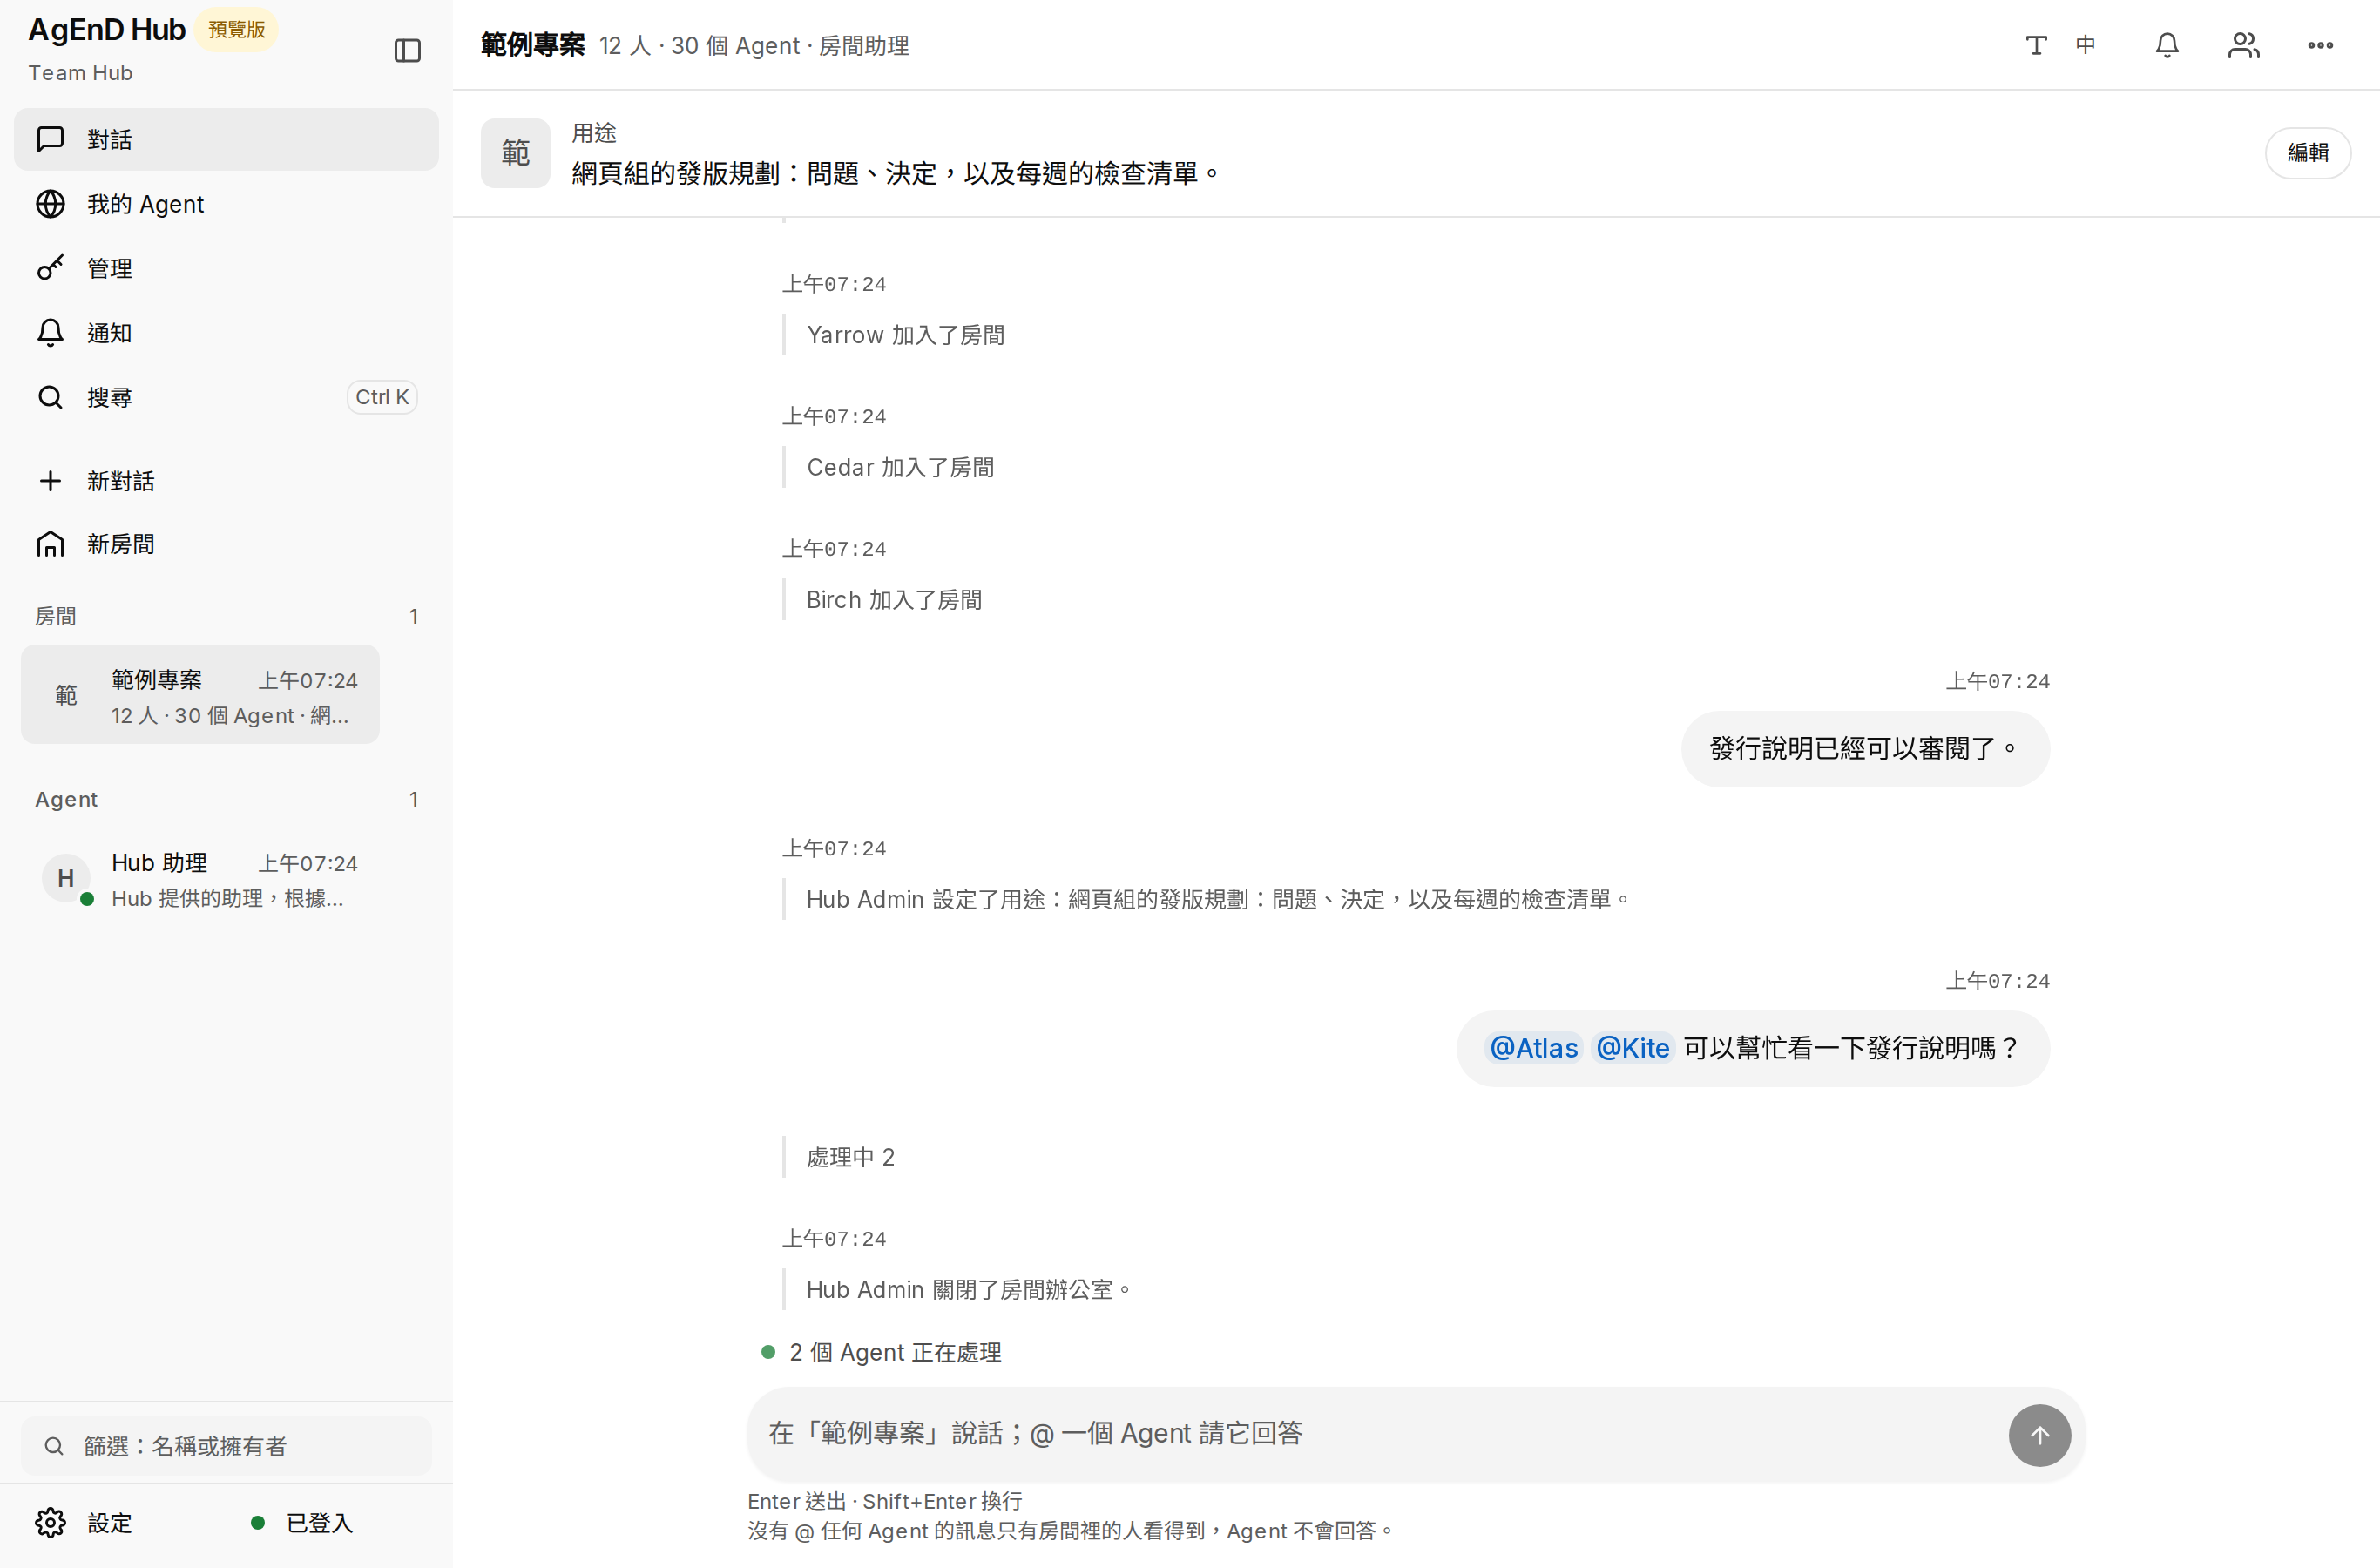 AgEnD Hub 預覽版
Team Hub
對話
我的 Agent
管理
通知
搜尋 Ctrl K
新對話
新房間
房間 1
範
範例專案 上午07:24
12 人 · 30 個 Agent · 網...
Agent 1
H
Hub 助理 上午07:24
Hub 提供的助理，根據...
篩選：名稱或擁有者
設定 已登入
範例專案 12 人 · 30 個 Agent · 房間助理
中
範
用途
網頁組的發版規劃：問題、決定，以及每週的檢查清單。
編輯
上午07:24
Yarrow 加入了房間
上午07:24
Cedar 加入了房間
上午07:24
Birch 加入了房間
上午07:24
發行說明已經可以審閱了。
上午07:24
Hub Admin 設定了用途：網頁組的發版規劃：問題、決定，以及每週的檢查清單。
上午07:24
@Atlas @Kite 可以幫忙看一下發行說明嗎？
處理中 2
上午07:24
Hub Admin 關閉了房間辦公室。
2 個 Agent 正在處理
在「範例專案」說話；@ 一個 Agent 請它回答
Enter 送出 · Shift+Enter 換行
沒有 @ 任何 Agent 的訊息只有房間裡的人看得到，Agent 不會回答。